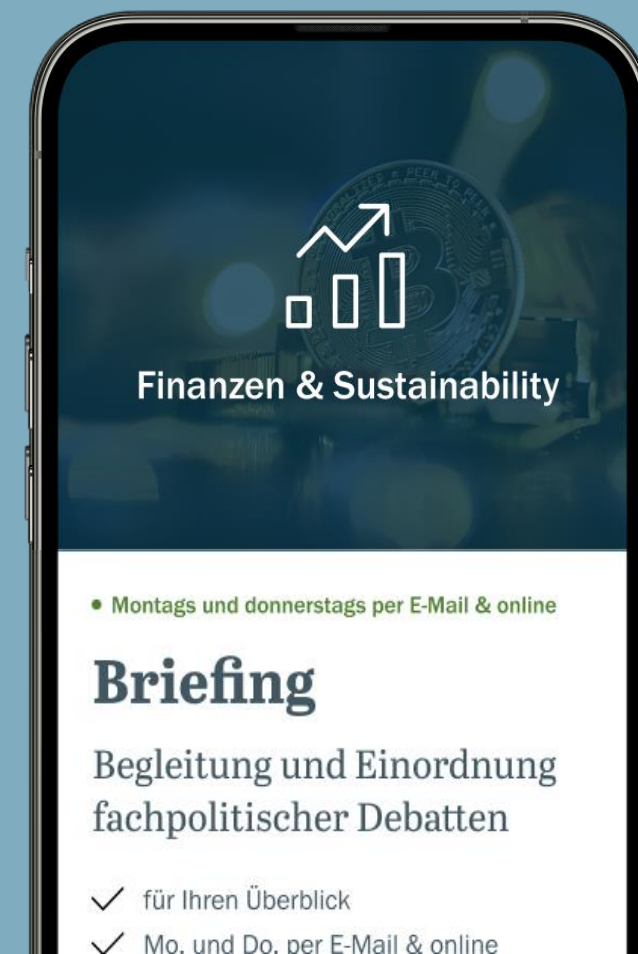 Finanzen & Sustainability
Montags und donnerstags per E-Mail & online
Briefing
Begleitung und Einordnung
fachpolitischer Debatten
für Ihren Überblick
Mo. und Do. per E-Mail & online